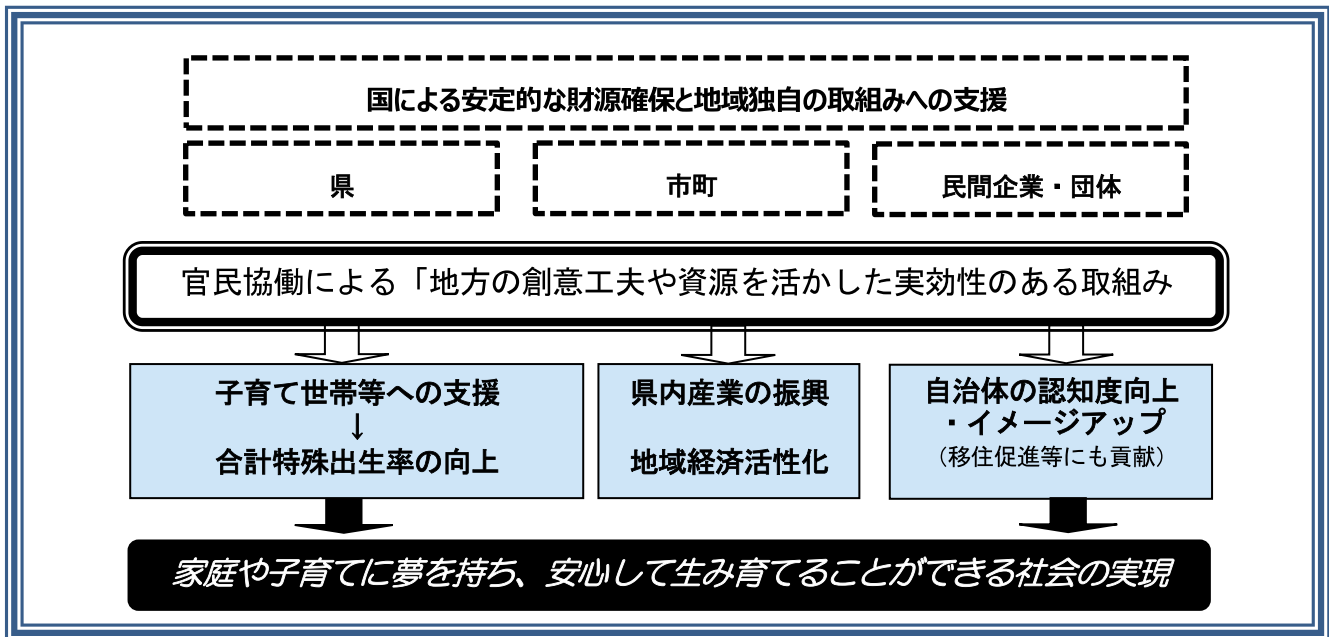 国による安定的な財源確保と地域独自の取組みへの支援
県
市町
民間企業・団体
官民協働による「地方の創意工夫や資源を活かした実効性のある取組み
子育て世帯等への支援
↓
合計特殊出生率の向上
県内産業の振興
地域経済活性化
自治体の認知度向上
・イメージアップ
（移住促進等にも貢献）
家庭や子育てに夢を持ち、安心して生み育てることができる社会の実現